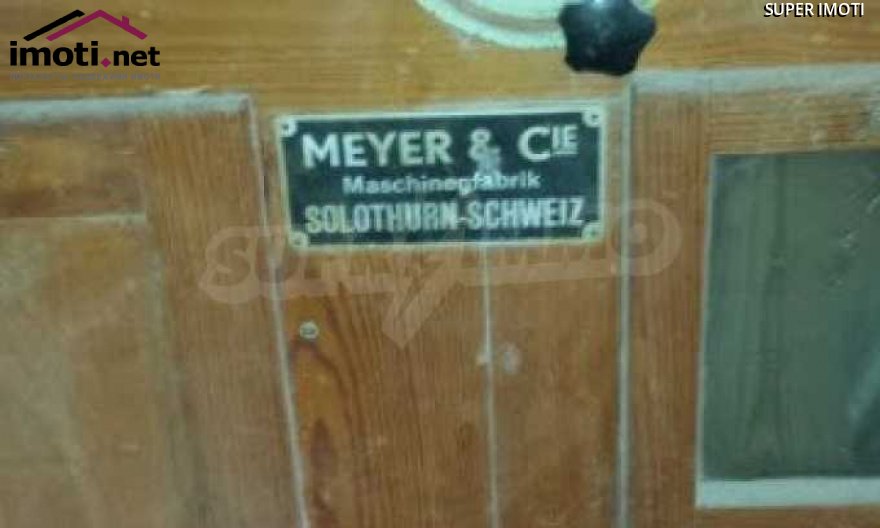 SUPER IMOTI
imoti.net
MEYER & CIE
Maschinenfabrik
SOLOTHURN-SCHWEIZ